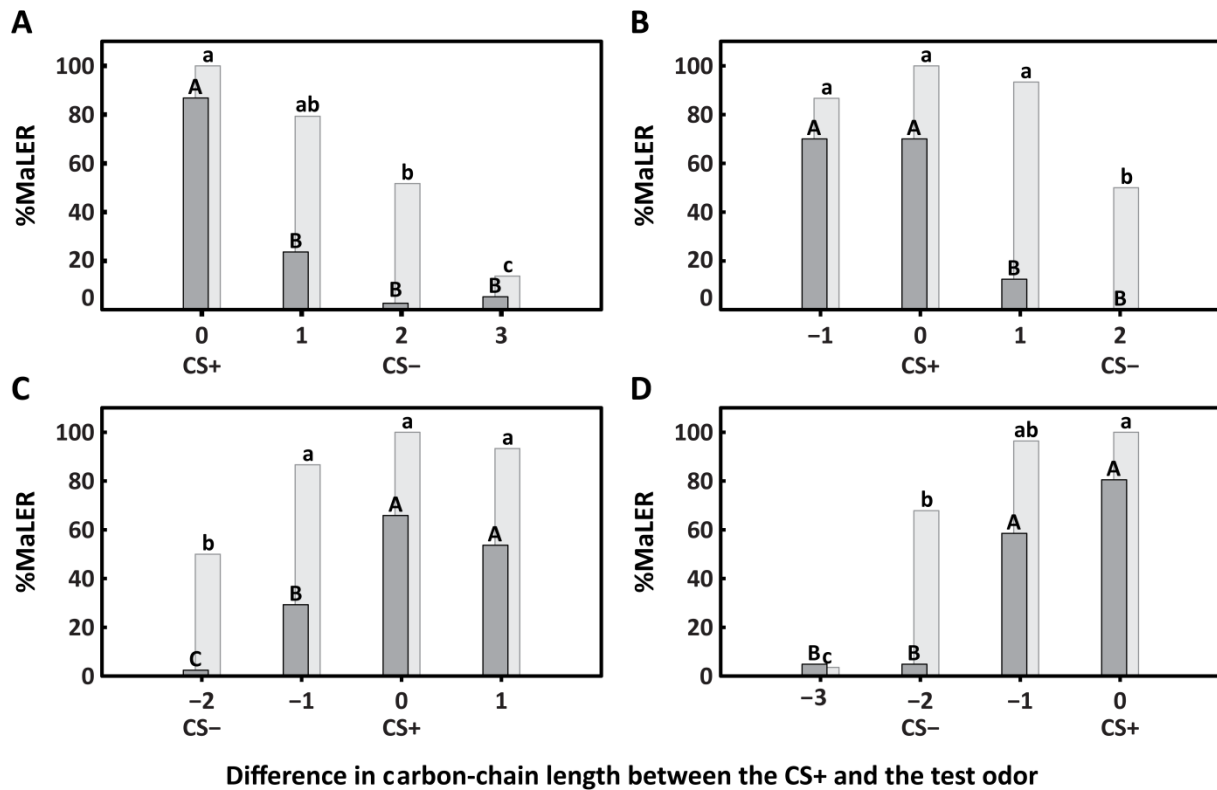 A
B
%MaLER
100
80
60
40
20
0
A
a
B
ab
B
b
B
c
0
1
2
3
CS+
CS−
%MaLER
100
80
60
40
20
0
A
a
A
a
B
a
B
b
−1
0
1
2
CS+
CS−
C
D
%MaLER
100
80
60
40
20
0
C
b
B
a
A
a
A
a
−2
−1
0
1
CS−
CS+
%MaLER
100
80
60
40
20
0
B
c
B
b
A
ab
A
a
−3
−2
−1
0
CS−
CS+
Difference in carbon-chain length between the CS+ and the test odor